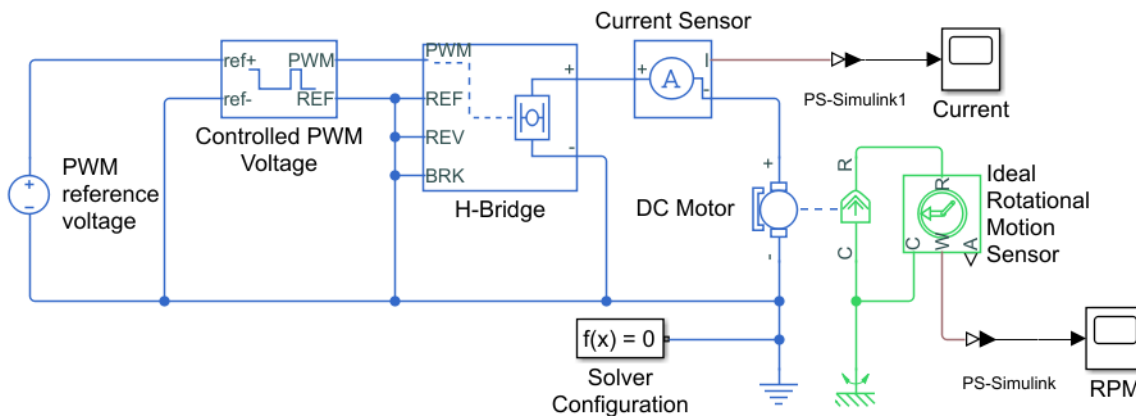 Current Sensor
ref+
PWM
ref-
REF
Controlled PWM
Voltage
PWM
REF
REV
BRK
+
-
H-Bridge
+
A
I
-
PS-Simulink1
Current
PWM
reference
voltage
+
-
DC Motor
+
-
R
C
R
C
W
A
Ideal
Rotational
Motion
Sensor
f(x) = 0
Solver
Configuration
PS-Simulink
RPM